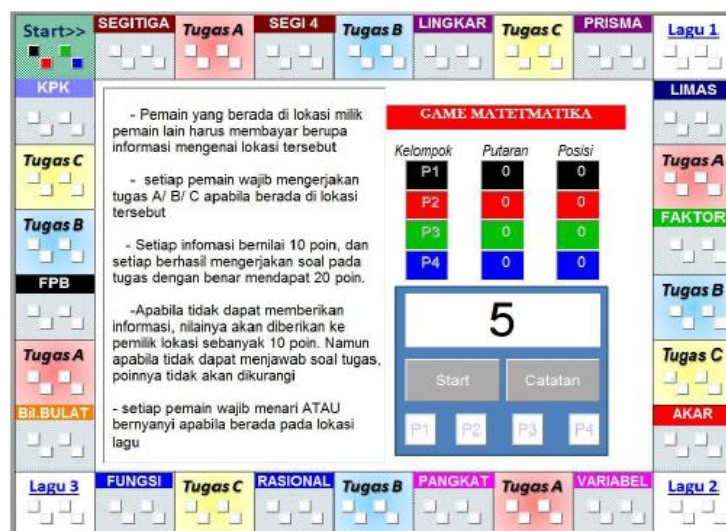 Start>>
SEGITIGA
Tugas A
SEGI 4
Tugas B
LINGKAR
Tugas C
PRISMA
Lagu 1
KPK
Tugas C
Tugas B
FPB
Tugas A
Bil.BULAT
- Pemain yang berada di lokasi milik
pemain lain harus membayar berupa
informasi mengenai lokasi tersebut
- setiap pemain wajib mengerjakan
tugas A/ B/ C apabila berada di lokasi
tersebut
- Setiap infomasi bernilai 10 poin, dan
setiap berhasil mengerjakan soal pada
tugas dengan benar mendapat 20 poin.
-Apabila tidak dapat memberikan
informasi, nilainya akan diberikan ke
pemilik lokasi sebanyak 10 poin. Namun
apabila tidak dapat menjawab soal tugas,
poinnya tidak akan dikurangi
- setiap pemain wajib menari ATAU
bernyanyi apabila berada pada lokasi
lagu
GAME MATETMATIKA
Kelompok Putaran Posisi
P1 0 0
P2 0 0
P3 0 0
P4 0 0
5
Start Catatan
P1 P2 P3 P4
LIMAS
Tugas A
FAKTOR
Tugas B
Tugas C
AKAR
Lagu 3
FUNGSI
Tugas C
RASIONAL
Tugas B
PANGKAT
Tugas A
VARIABEL
Lagu 2